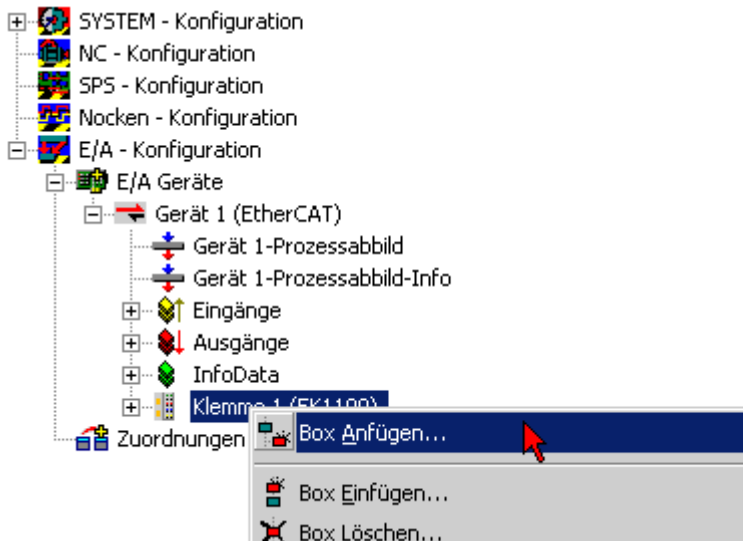 SYSTEM - Konfiguration
NC - Konfiguration
SPS - Konfiguration
Nocken - Konfiguration
E/A - Konfiguration
E/A Geräte
Gerät 1 (EtherCAT)
Gerät 1-Prozessabbild
Gerät 1-Prozessabbild-Info
Eingänge
Ausgänge
InfoData
Klemme 1 (EK1100)
Zuordnungen
Box Anfügen...
Box Einfügen...
Box Löschen...